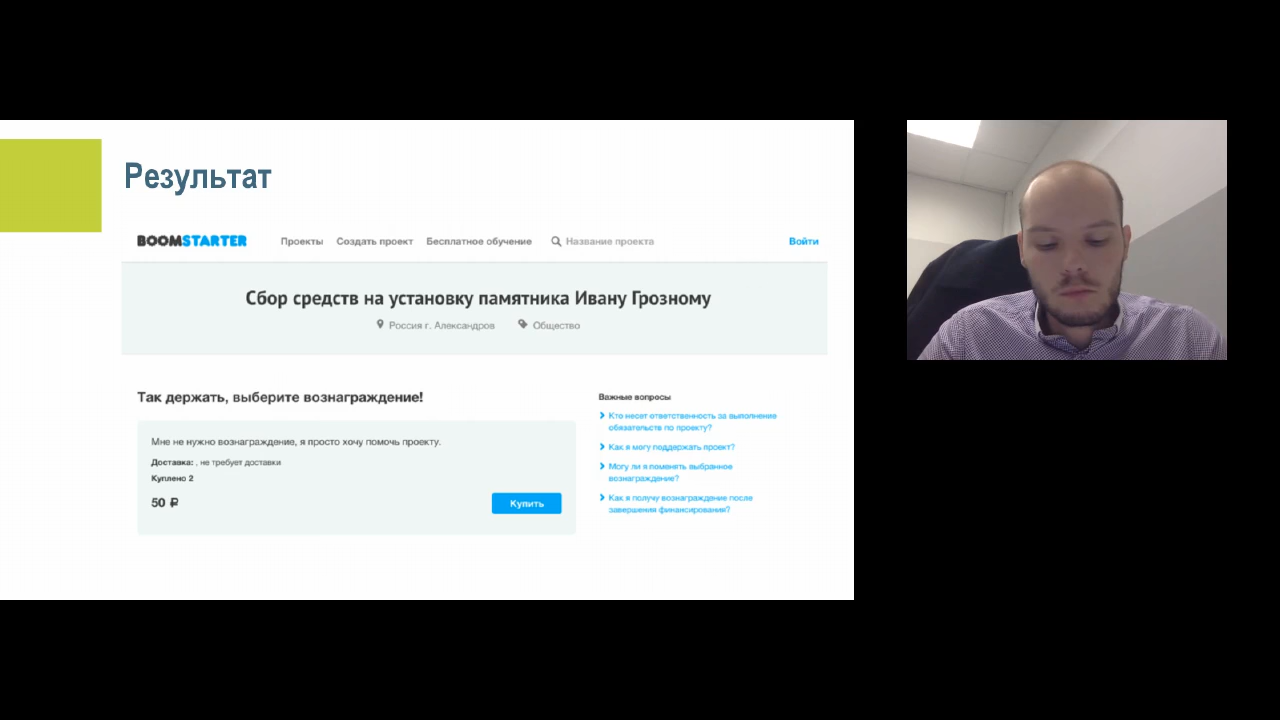 Результат
BOOMSTARTER
Проекты
Создать проект
Бесплатное обучение
Название проекта
Войти
Сбор средств на установку памятника Ивану Грозному
Россия г. Александров
Общество
Так держать, выберите вознаграждение!
Мне не нужно вознаграждение, я просто хочу помочь проекту.
Доставка: , не требует доставки
Куплено 2
50 ₽
Купить
Важные вопросы
Кто несет ответственность за выполнение
обязательств по проекту?
Как я могу поддержать проект?
Могу ли я поменять выбранное
вознаграждение?
Как я получу вознаграждение после
завершения финансирования?